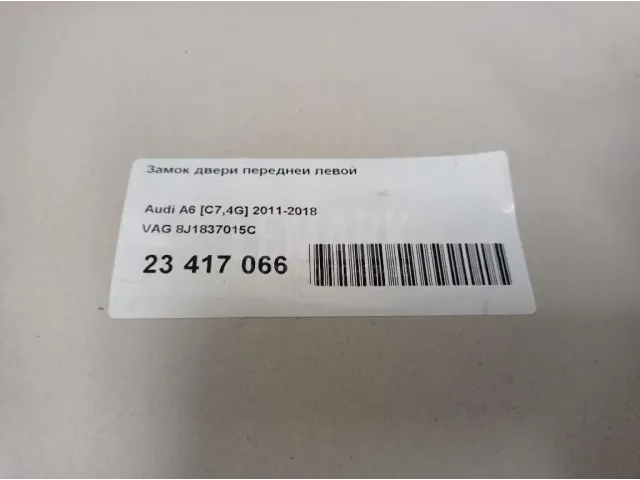 Замок двери передней левой
Audi A6 [C7,4G] 2011-2018
VAG 8J1837015C
23 417 066